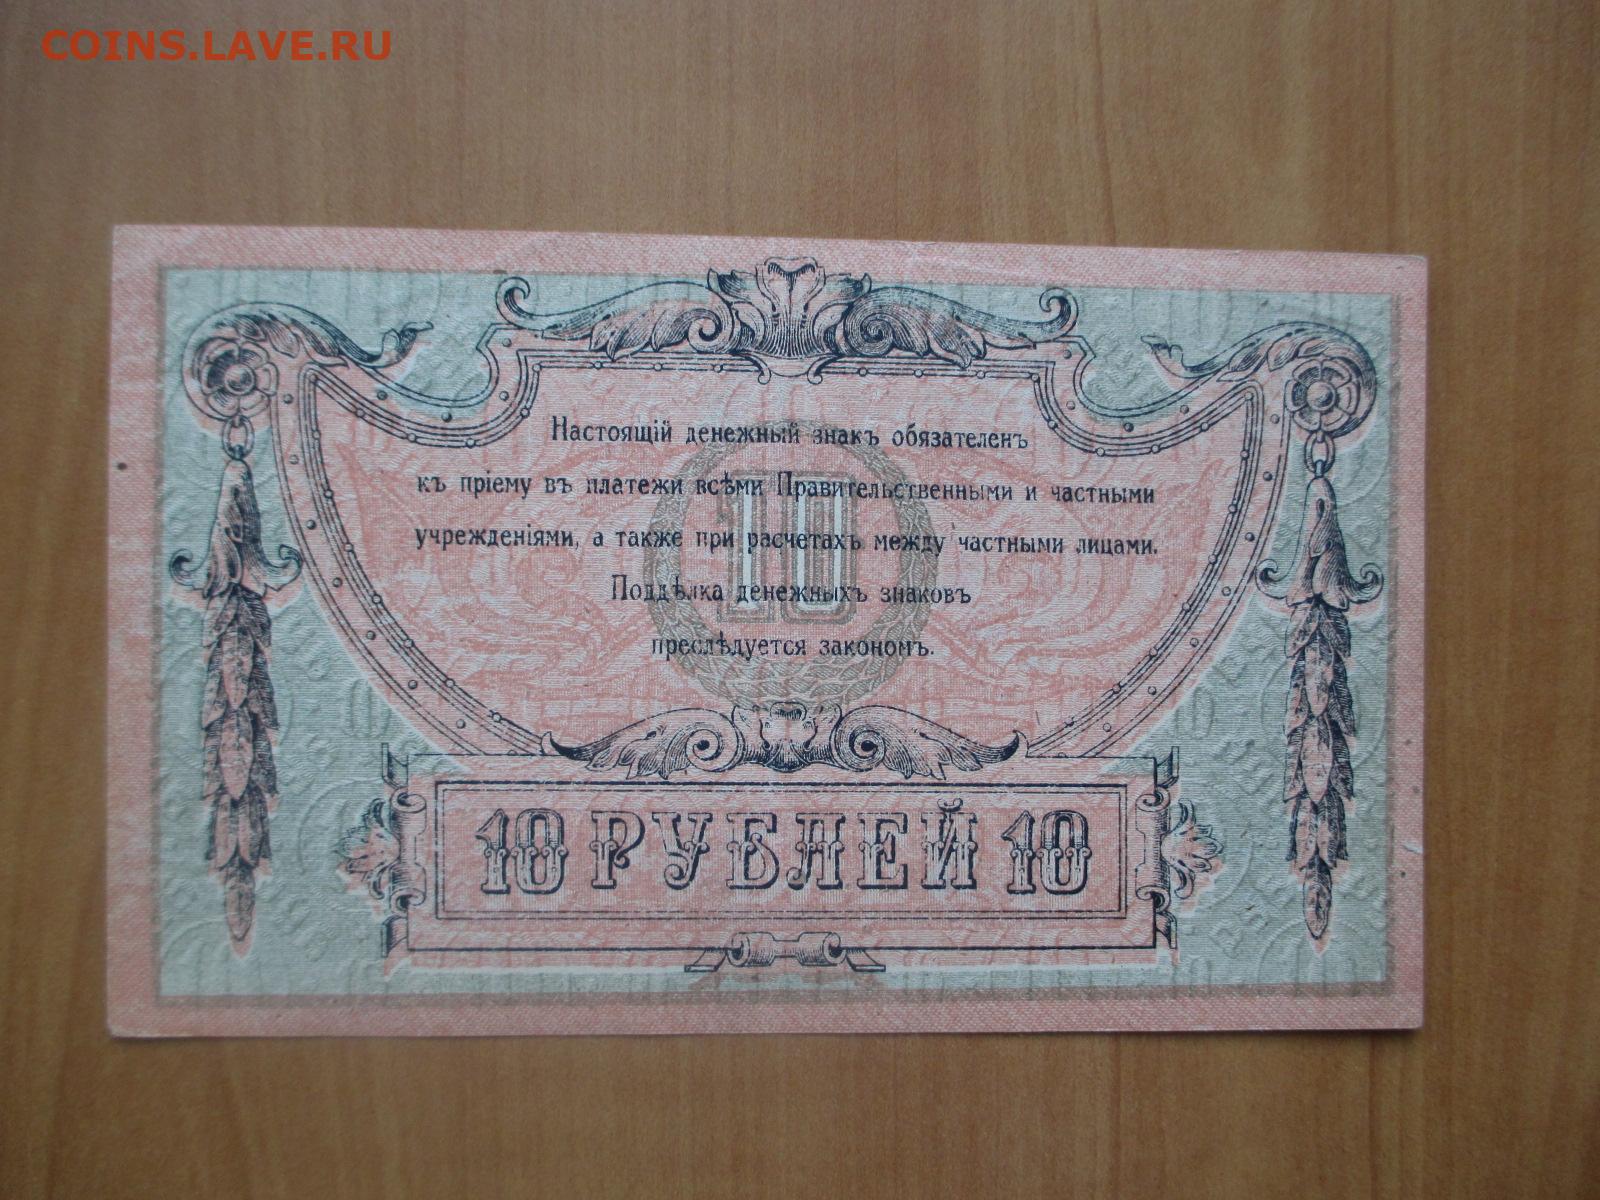 COINS.LAVE.RU
Настоящій денежный знакъ обязателенъ
къ пріему въ платежи всѣми Правительственными и частными
учрежденіями, а также при расчетахъ между частными лицами.
10
Поддѣлка денежныхъ знаковъ
преслѣдуется закономъ.
10 РУБЛЕЙ 10